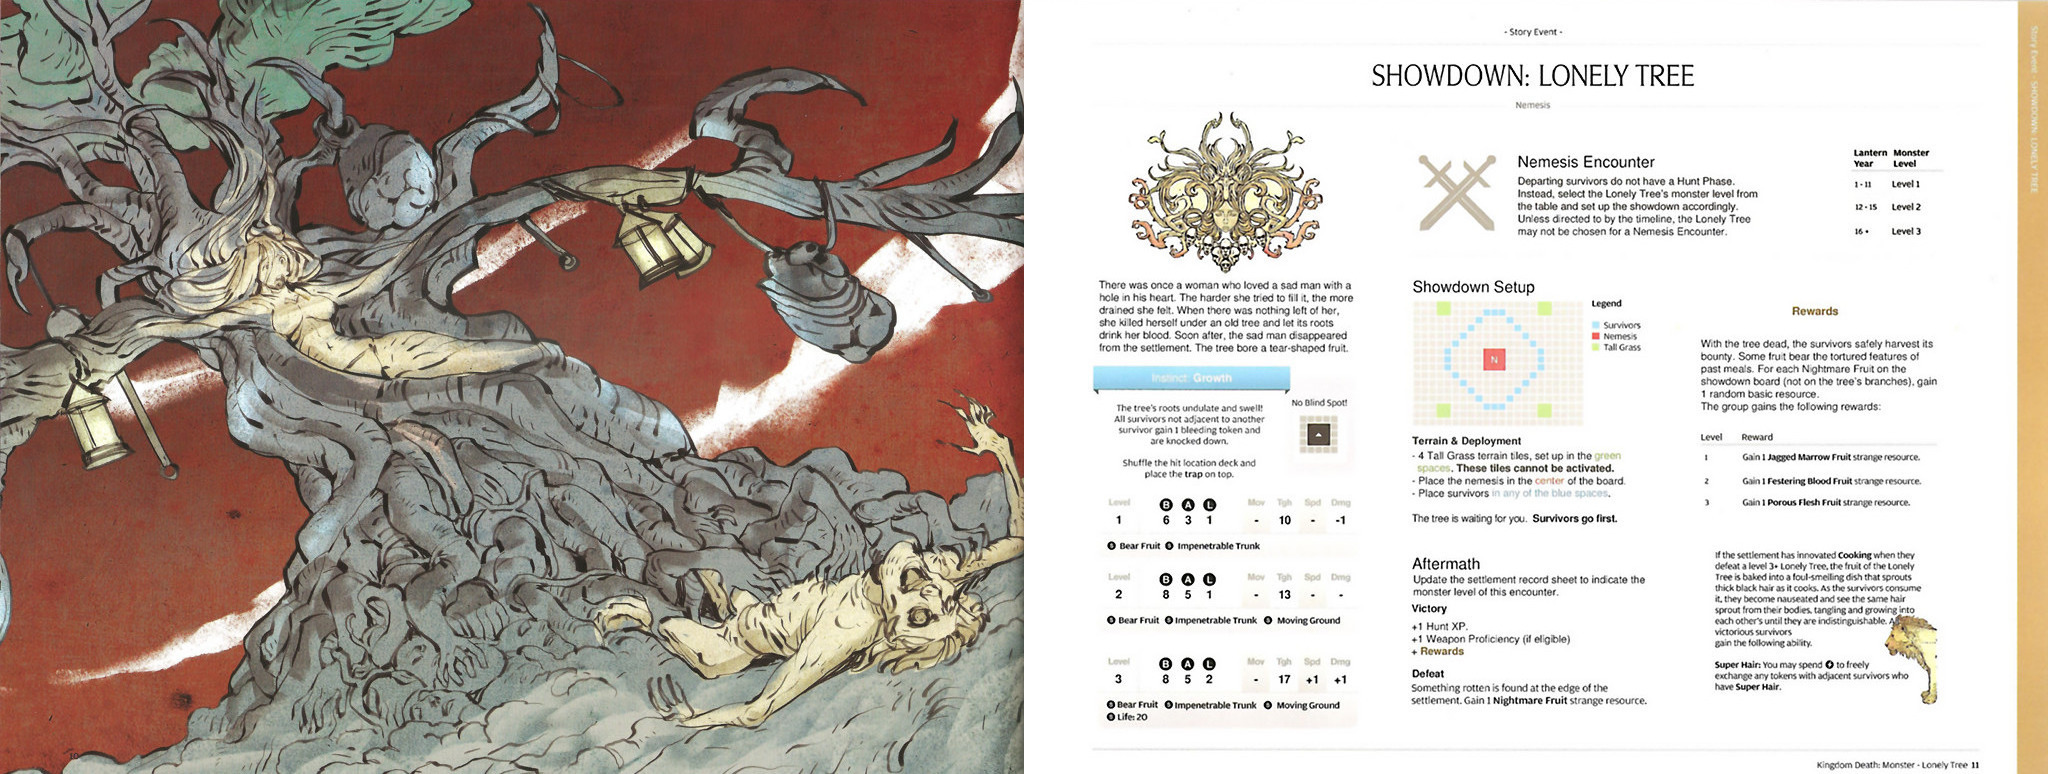 10
- Story Event -
SHOWDOWN: LONELY TREE
Nemesis
Story Event - SHOWDOWN: LONELY TREE
There was once a woman who loved a sad man with a
hole in his heart. The harder she tried to fill it, the more
drained she felt. When there was nothing left of her,
she killed herself under an old tree and let its roots
drink her blood. Soon after, the sad man disappeared
from the settlement. The tree bore a tear-shaped fruit.
Instinct: Growth
The tree's roots undulate and swell!
All survivors not adjacent to another
survivor gain 1 bleeding token and
are knocked down.
Shuffle the hit location deck and
place the trap on top.
No Blind Spot!
Level B A L Mov Tgh Spd Dmg
1 6 3 1 - 10 - -1
S Bear Fruit S Impenetrable Trunk
Level B A L Mov Tgh Spd Dmg
2 8 5 1 - 13 - -
S Bear Fruit S Impenetrable Trunk S Moving Ground
Level B A L Mov Tgh Spd Dmg
3 8 5 2 - 17 +1 +1
S Bear Fruit S Impenetrable Trunk S Moving Ground
S Life: 20
Nemesis Encounter
Departing survivors do not have a Hunt Phase.
Instead, select the Lonely Tree's monster level from
the table and set up the showdown accordingly.
Unless directed to by the timeline, the Lonely Tree
may not be chosen for a Nemesis Encounter.
Lantern Monster
Year Level
1 - 11 Level 1
12 - 15 Level 2
16 + Level 3
Showdown Setup
N
Legend
Survivors
Nemesis
Tall Grass
Terrain & Deployment
- 4 Tall Grass terrain tiles, set up in the green
spaces. These tiles cannot be activated.
- Place the nemesis in the center of the board.
- Place survivors in any of the blue spaces.
The tree is waiting for you. Survivors go first.
Aftermath
Update the settlement record sheet to indicate the
monster level of this encounter.
Victory
+1 Hunt XP.
+1 Weapon Proficiency (if eligible)
+ Rewards
Defeat
Something rotten is found at the edge of the
settlement. Gain 1 Nightmare Fruit strange resource.
Rewards
With the tree dead, the survivors safely harvest its
bounty. Some fruit bear the tortured features of
past meals. For each Nightmare Fruit on the
showdown board (not on the tree's branches), gain
1 random basic resource.
The group gains the following rewards:
Level Reward
1 Gain 1 Jagged Marrow Fruit strange resource.
2 Gain 1 Festering Blood Fruit strange resource.
3 Gain 1 Porous Flesh Fruit strange resource.
If the settlement has innovated Cooking when they
defeat a level 3+ Lonely Tree, the fruit of the Lonely
Tree is baked into a foul-smelling dish that sprouts
thick black hair as it cooks. As the survivors consume
it, they become nauseated and see the same hair
sprout from their bodies, tangling and growing into
each other's until they are indistinguishable.
victorious survivors
gain the following ability.
Super Hair: You may spend to freely
exchange any tokens with adjacent survivors who
have Super Hair.
Kingdom Death: Monster - Lonely Tree 11